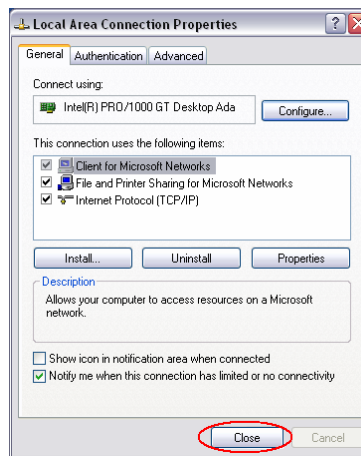 Local Area Connection Properties
General Authentication Advanced
Connect using:
Intel(R) PRO/1000 GT Desktop Ada Configure...
This connection uses the following items:
Client for Microsoft Networks
File and Printer Sharing for Microsoft Networks
Internet Protocol (TCP/IP)
Install... Uninstall Properties
Description
Allows your computer to access resources on a Microsoft
network.
Show icon in notification area when connected
Notify me when this connection has limited or no connectivity
Close Cancel